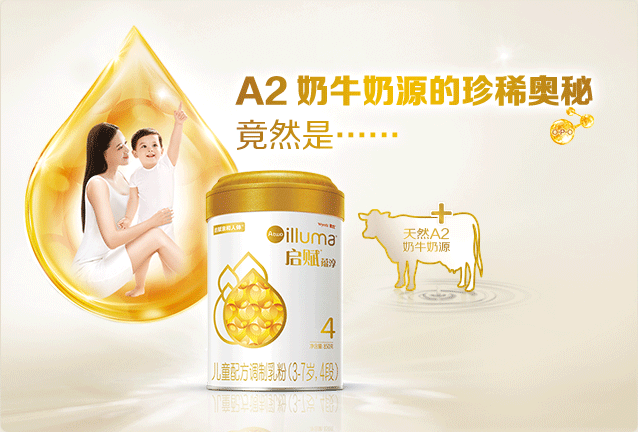 A2 奶牛奶源的珍稀奥秘
竟然是……
天然A2
奶牛奶源
illuma
启赋
4
儿童配方调制乳粉(3-7岁, 4段)